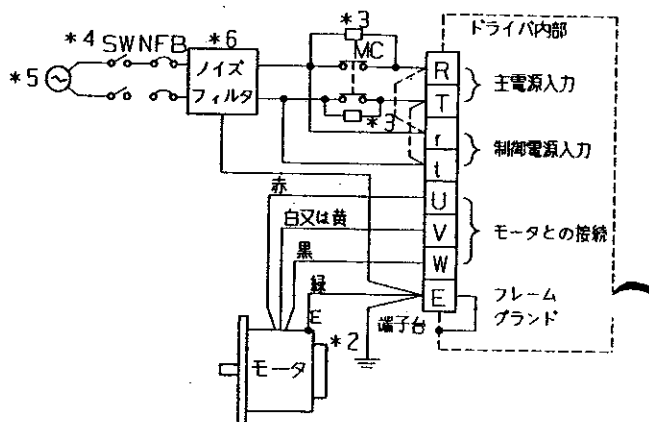 ドライバ内部
*3
*4 SW NFB *6
MC
*5
ノイズ
フィルタ
*3
R
T
r
t
U
V
W
E
主電源入力
制御電源入力
モータとの接続
フレーム
グランド
赤
白又は黄
黒
緑
E
端子台
*2
モータ